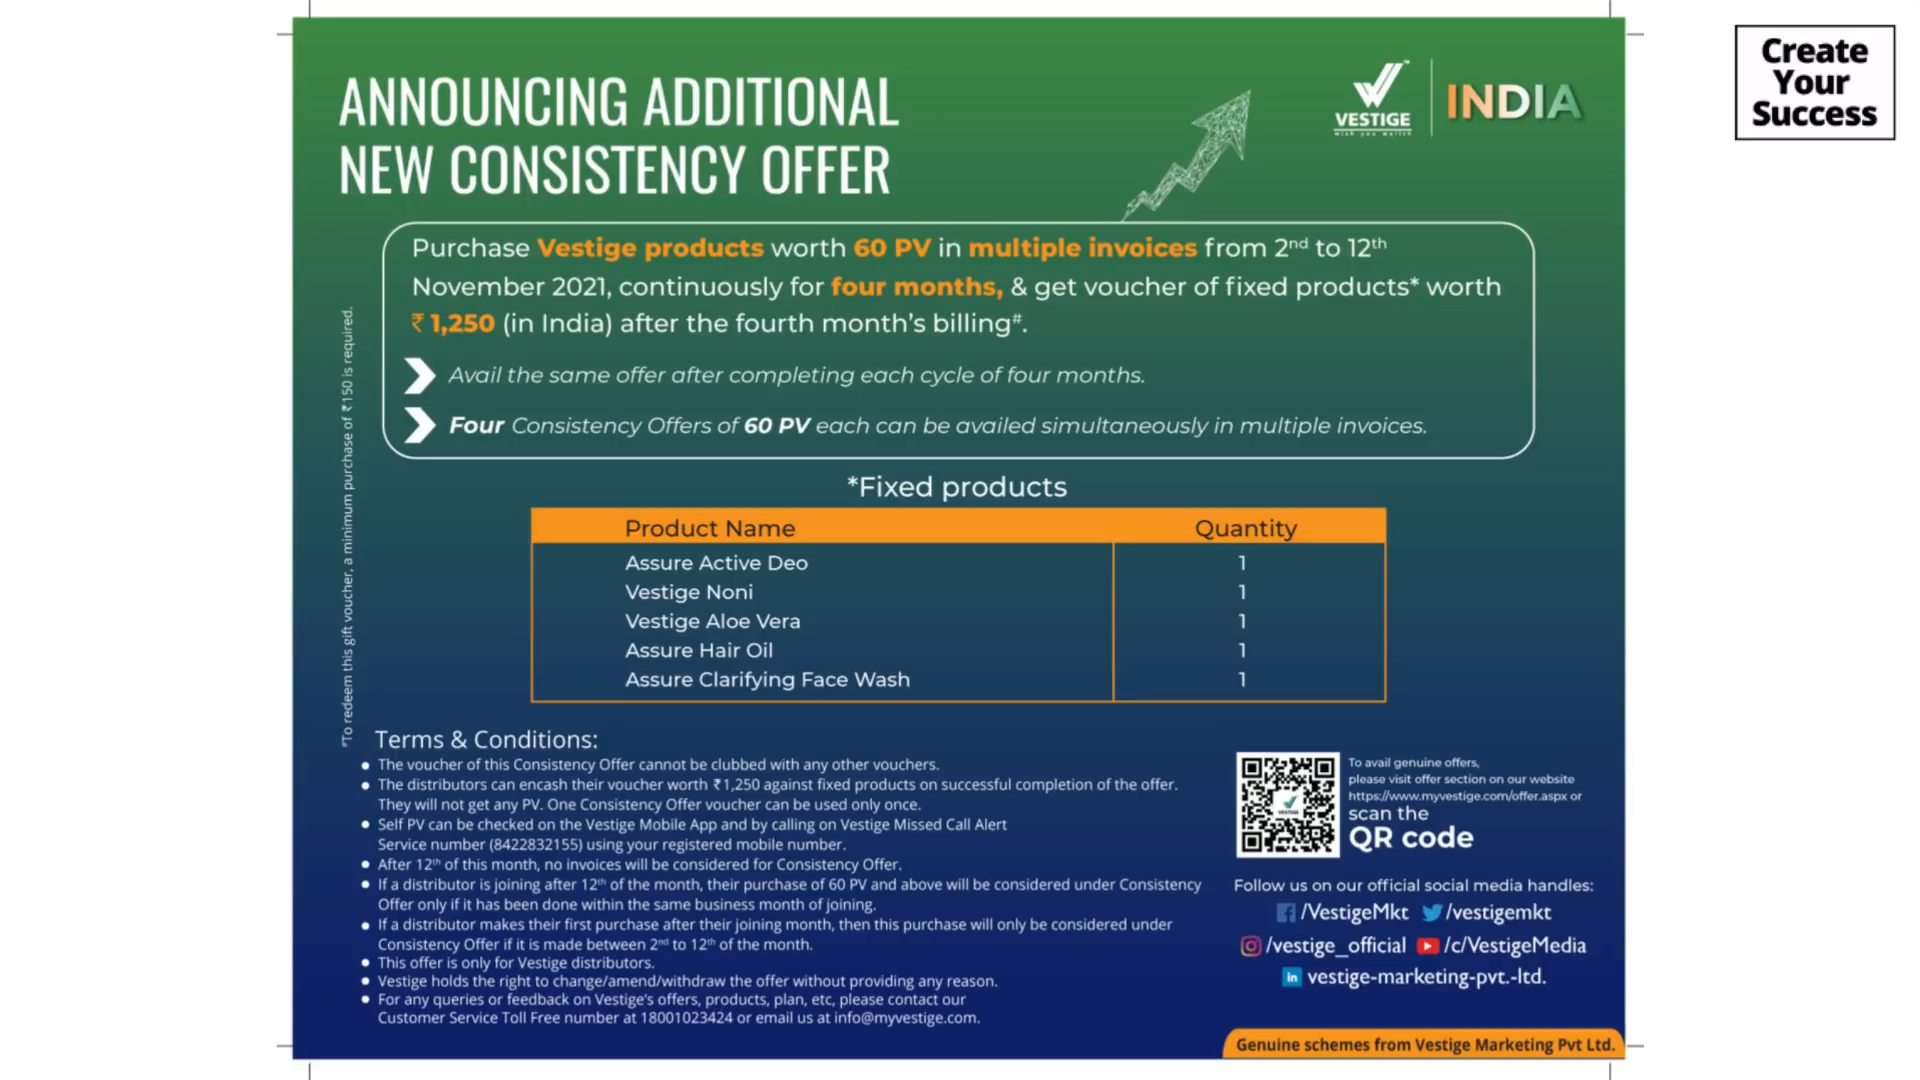 Create
Your
Success
ANNOUNCING ADDITIONAL
NEW CONSISTENCY OFFER
VESTIGE
INDIA
Purchase Vestige products worth 60 PV in multiple invoices from 2nd to 12th
November 2021, continuously for four months, & get voucher of fixed products* worth
₹ 1,250 (in India) after the fourth month's billing#.
Avail the same offer after completing each cycle of four months.
Four Consistency Offers of 60 PV each can be availed simultaneously in multiple invoices.
#To redeem this gift voucher, a minimum purchase of ₹150 is required.
*Fixed products
Product Name Quantity
Assure Active Deo 1
Vestige Noni 1
Vestige Aloe Vera 1
Assure Hair Oil 1
Assure Clarifying Face Wash 1
Terms & Conditions:
The voucher of this Consistency Offer cannot be clubbed with any other vouchers.
The distributors can encash their voucher worth ₹1,250 against fixed products on successful completion of the offer.
They will not get any PV. One Consistency Offer voucher can be used only once.
Self PV can be checked on the Vestige Mobile App and by calling on Vestige Missed Call Alert
Service number (8422832155) using your registered mobile number.
After 12th of this month, no invoices will be considered for Consistency Offer.
If a distributor is joining after 12th of the month, their purchase of 60 PV and above will be considered under Consistency
Offer only if it has been done within the same business month of joining.
If a distributor makes their first purchase after their joining month, then this purchase will only be considered under
Consistency Offer if it is made between 2nd to 12th of the month.
This offer is only for Vestige distributors.
Vestige holds the right to change/amend/withdraw the offer without providing any reason.
For any queries or feedback on Vestige's offers, products, plan, etc, please contact our
Customer Service Toll Free number at 18001023424 or email us at info@myvestige.com.
To avail genuine offers,
please visit offer section on our website
https://www.myvestige.com/offer.aspx or
scan the
QR code
Follow us on our official social media handles:
/VestigeMkt /vestigemkt
/vestige_official /c/VestigeMedia
vestige-marketing-pvt.-ltd.
Genuine schemes from Vestige Marketing Pvt Ltd.